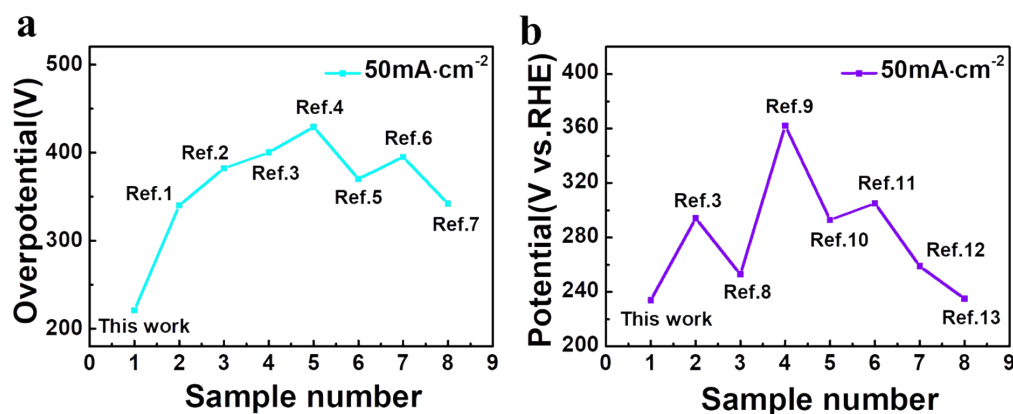 a
500
400
300
200
Overpotential(V)
50mA·cm-2
Ref.4
Ref.2
Ref.6
Ref.3
Ref.1
Ref.5
Ref.7
This work
0 1 2 3 4 5 6 7 8 9
Sample number
b
400
360
320
280
240
200
Potential(V vs.RHE)
50mA·cm-2
Ref.9
Ref.3
Ref.11
Ref.10
Ref.12
Ref.8
This work
Ref.13
0 1 2 3 4 5 6 7 8 9
Sample number